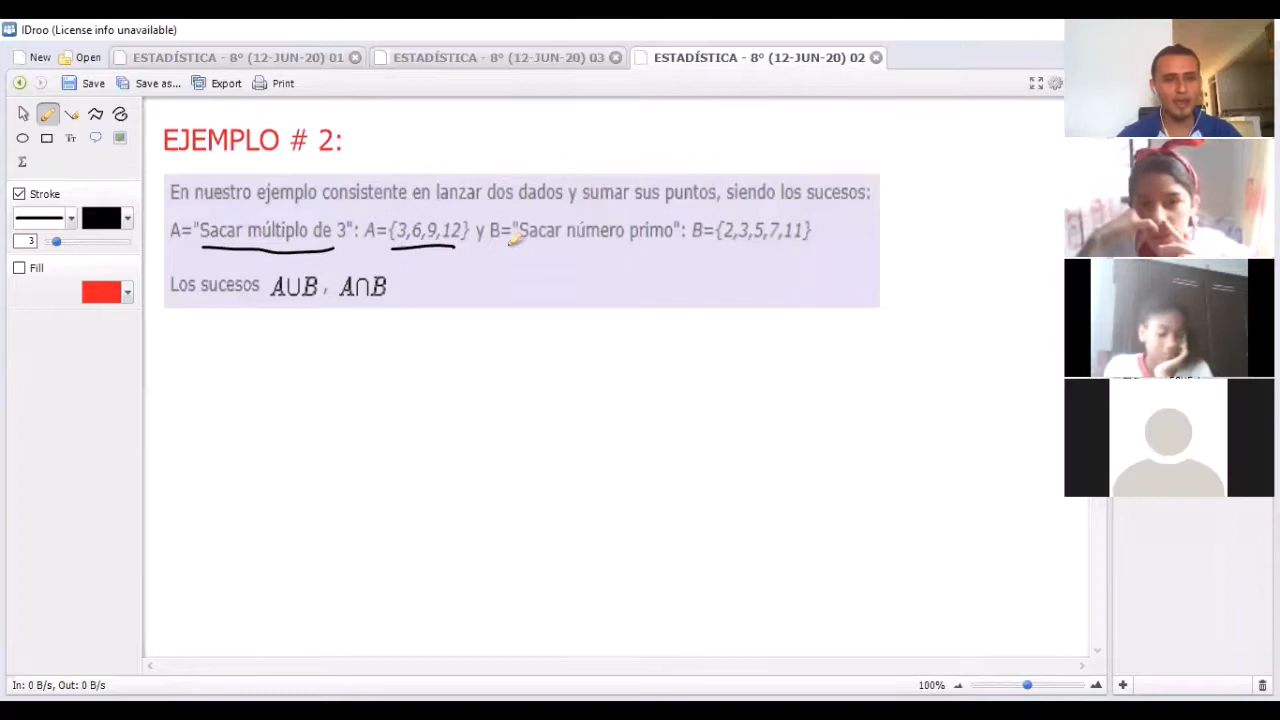 IDroo (License info unavailable)
New Open ESTADÍSTICA - 8º (12-JUN-20) 01 ESTADÍSTICA - 8º (12-JUN-20) 03 ESTADÍSTICA - 8º (12-JUN-20) 02
Save Save as... Export Print
Stroke
3
Fill
EJEMPLO # 2:
En nuestro ejemplo consistente en lanzar dos dados y sumar sus puntos, siendo los sucesos:
A="Sacar múltiplo de 3": A={3,6,9,12} y B="Sacar número primo": B={2,3,5,7,11}
Los sucesos A∪B , A∩B
In: 0 B/s, Out: 0 B/s
100%